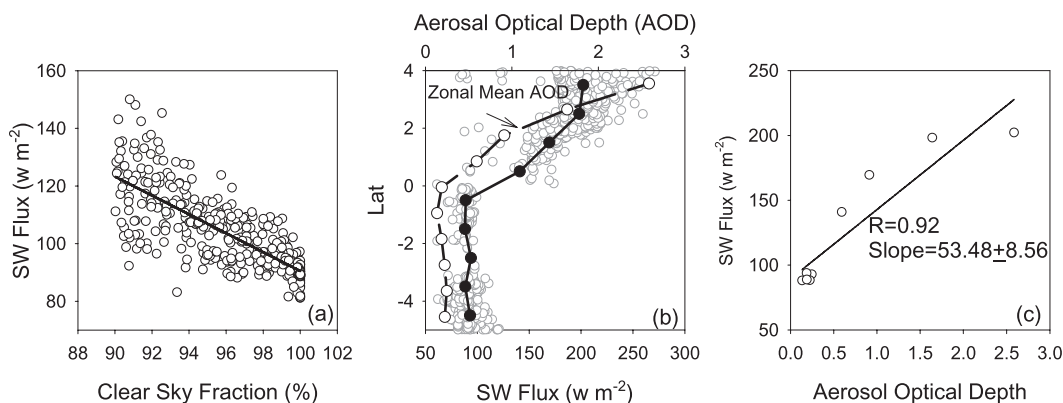 Aerosal Optical Depth (AOD)
0 1 2 3
160
140
120
100
80
SW Flux (w m-2)
(a)
88 90 92 94 96 98 100 102
Clear Sky Fraction (%)
4
2
0
-2
-4
Lat
Zonal Mean AOD
(b)
50 100 150 200 250 300
SW Flux (w m-2)
250
200
150
100
50
SW Flux (w m-2)
R=0.92
Slope=53.48±8.56
(c)
0.0 0.5 1.0 1.5 2.0 2.5 3.0
Aerosol Optical Depth